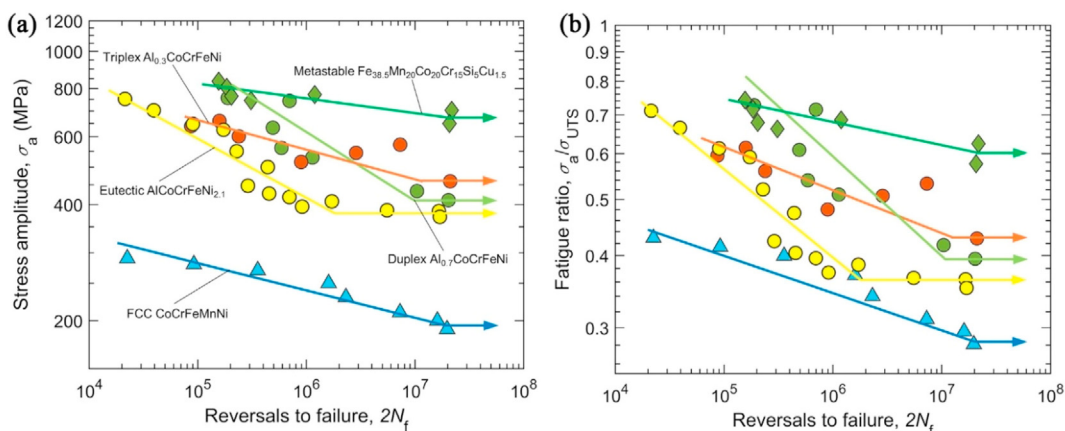 (a)
Stress amplitude, σa (MPa)
1200
1000
800
600
400
200
Triplex Al0.3CoCrFeNi
Metastable Fe38.5Mn20Co20Cr15Si5Cu1.5
Eutectic AlCoCrFeNi2.1
Duplex Al0.7CoCrFeNi
FCC CoCrFeMnNi
10^4 10^5 10^6 10^7 10^8
Reversals to failure, 2Nf
(b)
Fatigue ratio, σa/σUTS
1
0.9
0.8
0.7
0.6
0.5
0.4
0.3
10^4 10^5 10^6 10^7 10^8
Reversals to failure, 2Nf